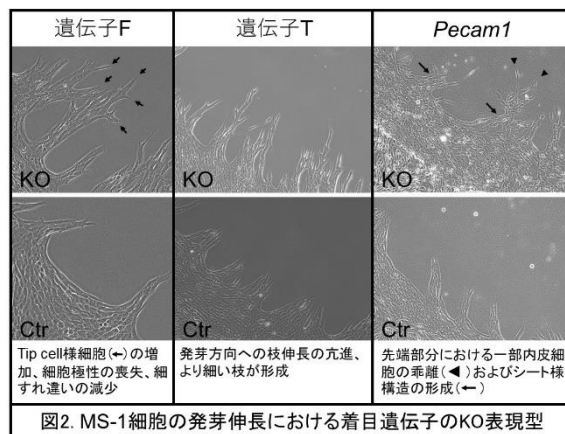 遺伝子F
遺伝子T
Pecam1
KO
KO
KO
Ctr
Ctr
Ctr
Tip cell様細胞(←)の増
加、細胞極性の喪失、細
すれ違いの減少
発芽方向への枝伸長の亢進、
より細い枝が形成
先端部分における一部内皮細
胞の乖離(◀)およびシート様
構造の形成(←)
図2. MS-1細胞の発芽伸長における着目遺伝子のKO表現型